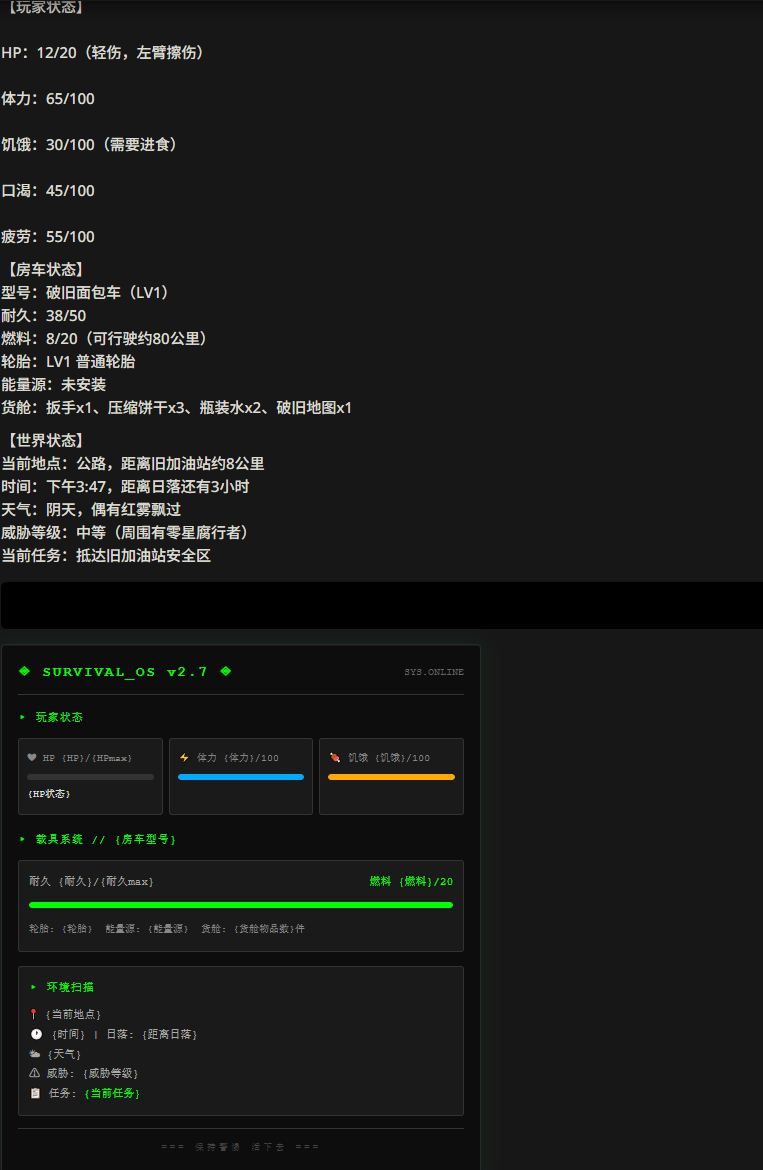 【玩家状态】
HP：12/20（轻伤，左臂擦伤）
体力：65/100
饥饿：30/100（需要进食）
口渴：45/100
疲劳：55/100
【房车状态】
型号：破旧面包车（LV1）
耐久：38/50
燃料：8/20（可行驶约80公里）
轮胎：LV1 普通轮胎
能量源：未安装
货舱：扳手x1、压缩饼干x3、瓶装水x2、破旧地图x1
【世界状态】
当前地点：公路，距离旧加油站约8公里
时间：下午3:47，距离日落还有3小时
天气：阴天，偶有红雾飘过
威胁等级：中等（周围有零星腐行者）
当前任务：抵达旧加油站安全区
◆ SURVIVAL_OS v2.7 ◆ SYS.ONLINE
▸ 玩家状态
🖤 HP {HP}/{HPmax} ⚡ 体力 {体力}/100 🍖 饥饿 {饥饿}/100
{HP状态}
▸ 载具系统 // {房车型号}
耐久 {耐久}/{耐久max} 燃料 {燃料}/20
轮胎: {轮胎} 能量源: {能量源} 货舱: {货舱物品数}件
▸ 环境扫描
📍 {当前地点}
🕐 {时间} | 日落: {距离日落}
🌥 {天气}
⚠ 威胁: {威胁等级}
📋 任务: {当前任务}
=== 保持警惕 活下去 ===